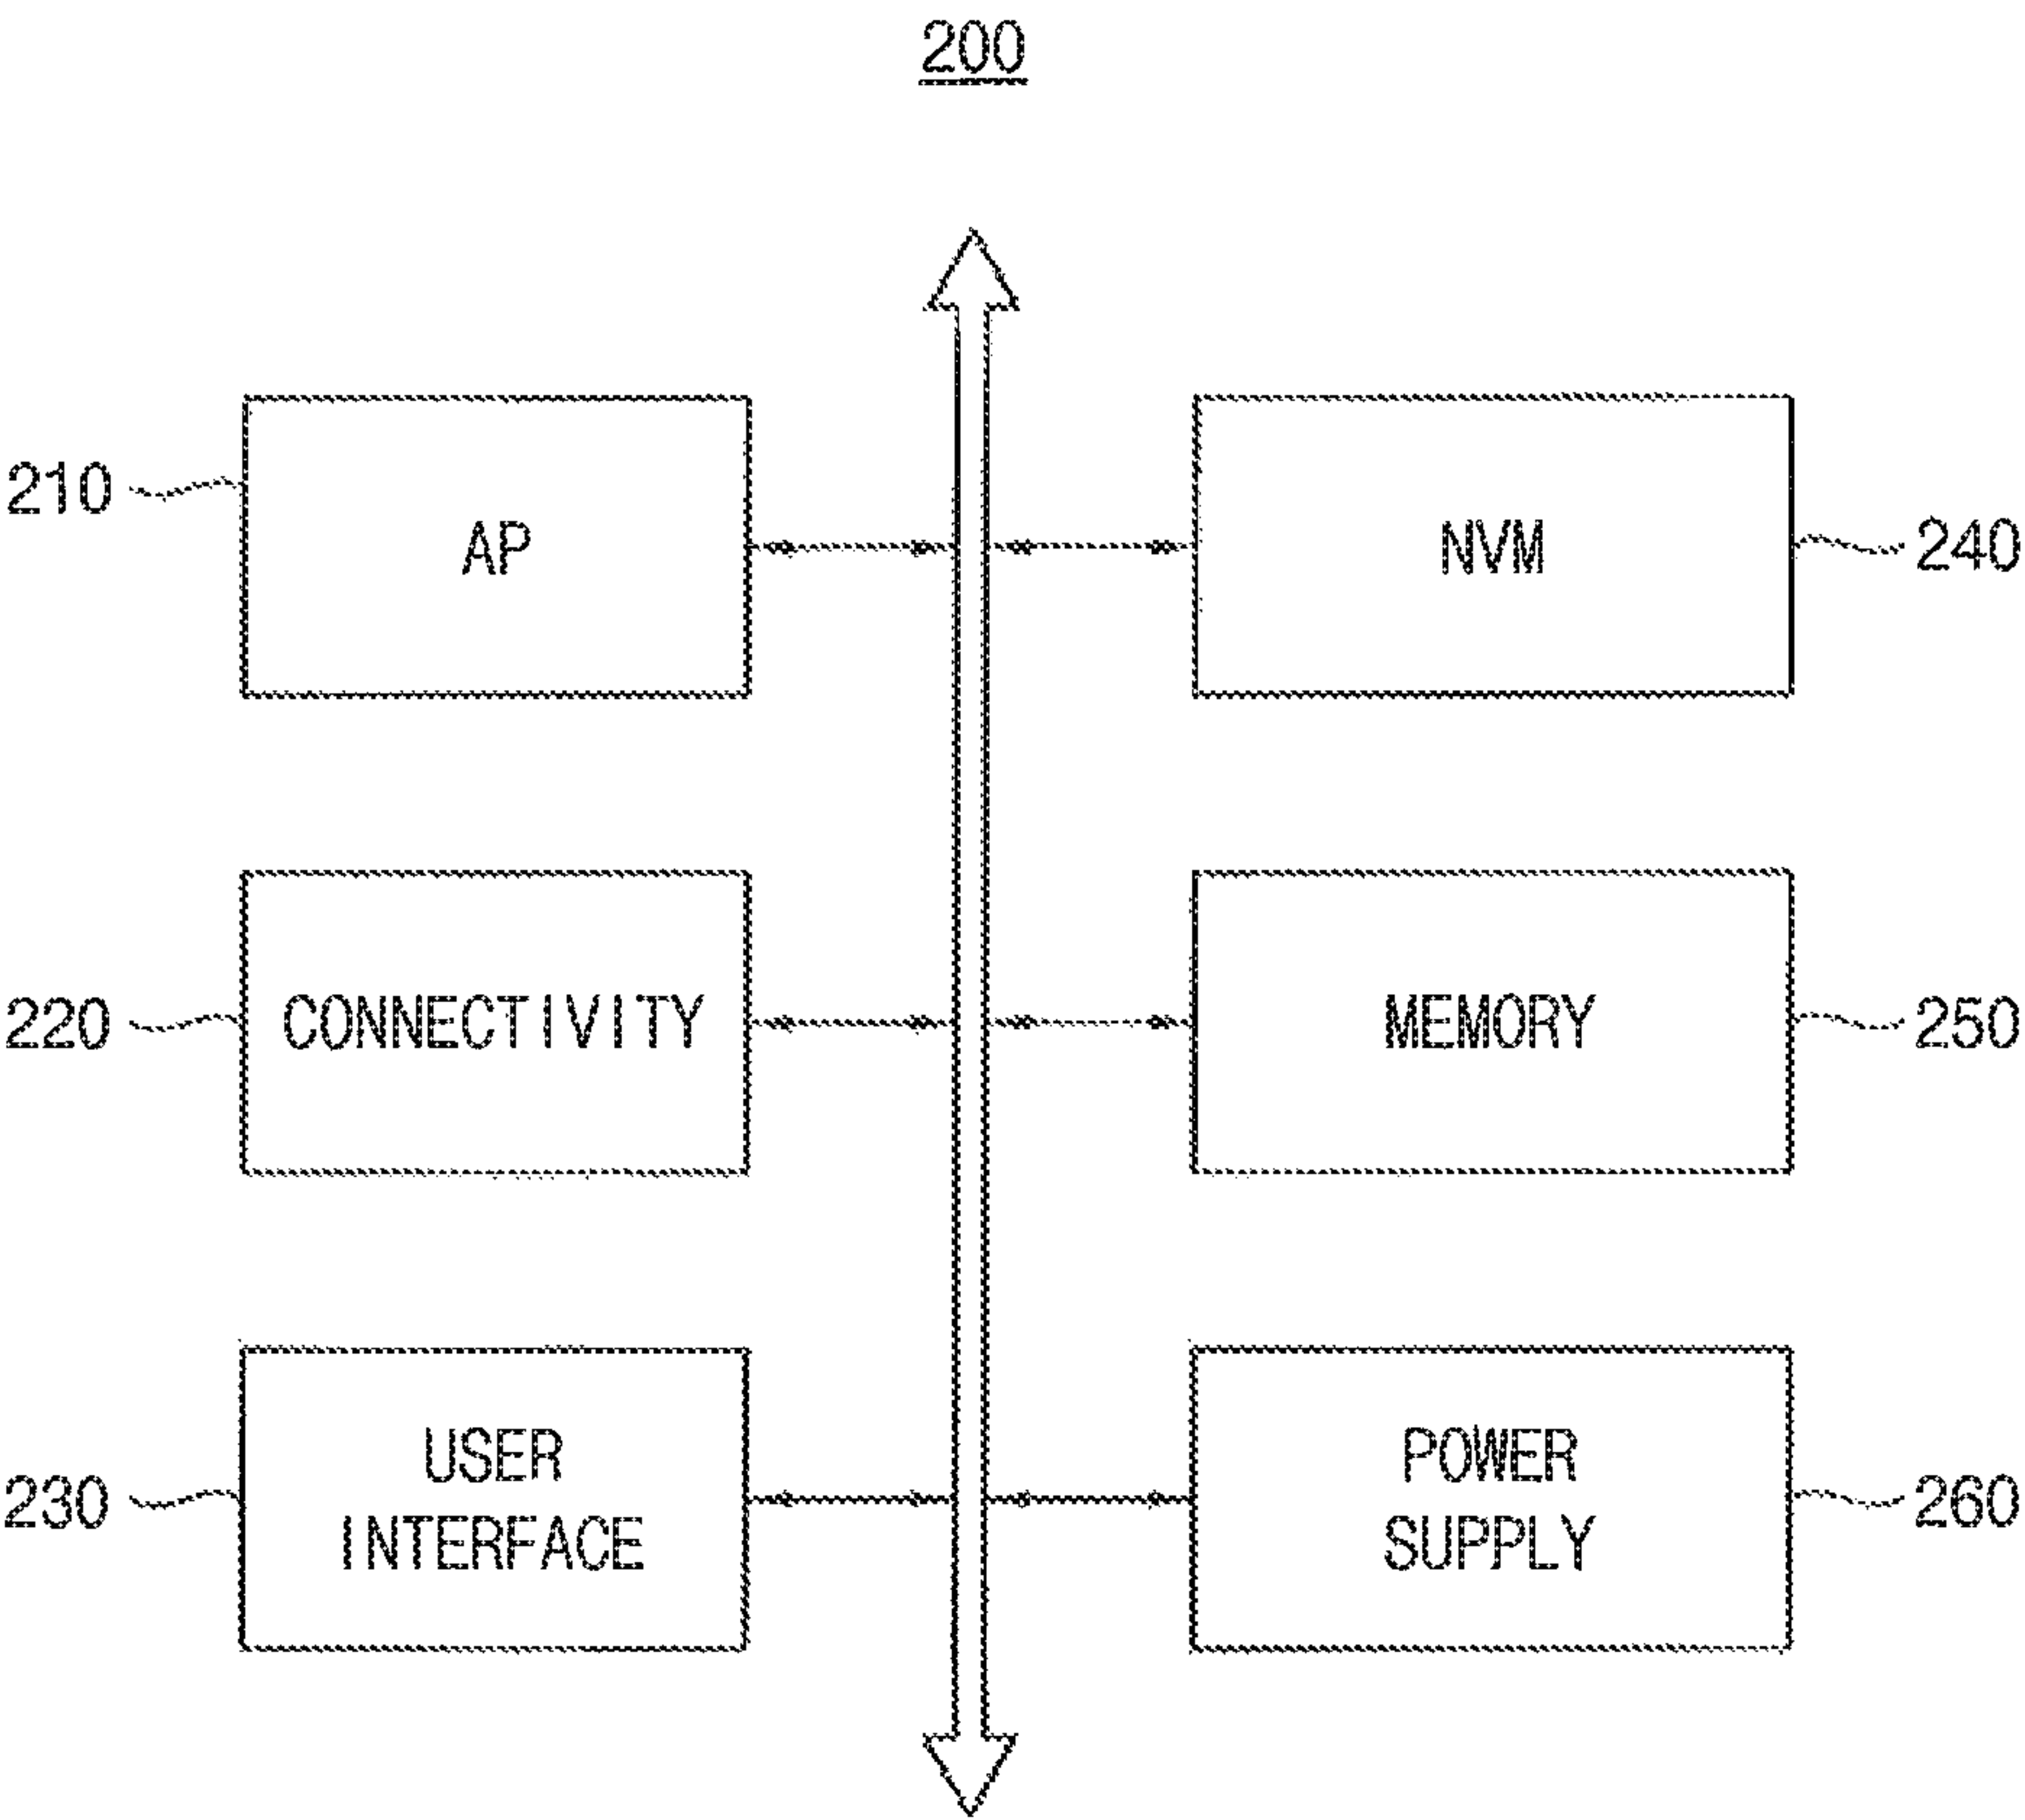 200
210
AP
NVM
240
220
CONNECTIVITY
MEMORY
250
230
USER
INTERFACE
POWER
SUPPLY
260